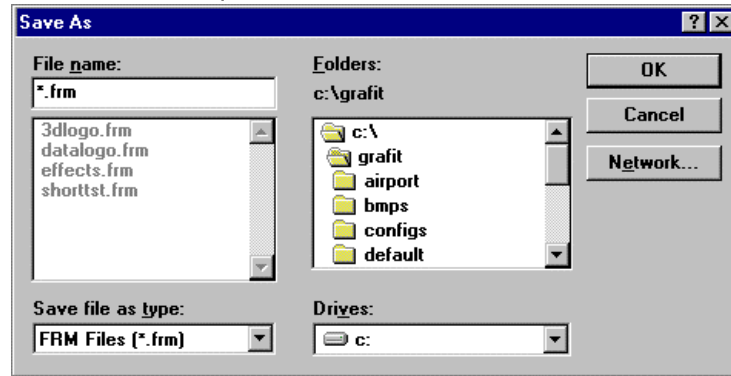 Save As
File name:
*.frm
3dlogo.frm
datalogo.frm
effects.frm
shorttst.frm
Save file as type:
FRM Files (*.frm)
Folders:
c:\grafit
c:\
grafit
airport
bmps
configs
default
Drives:
c:
OK
Cancel
Network...